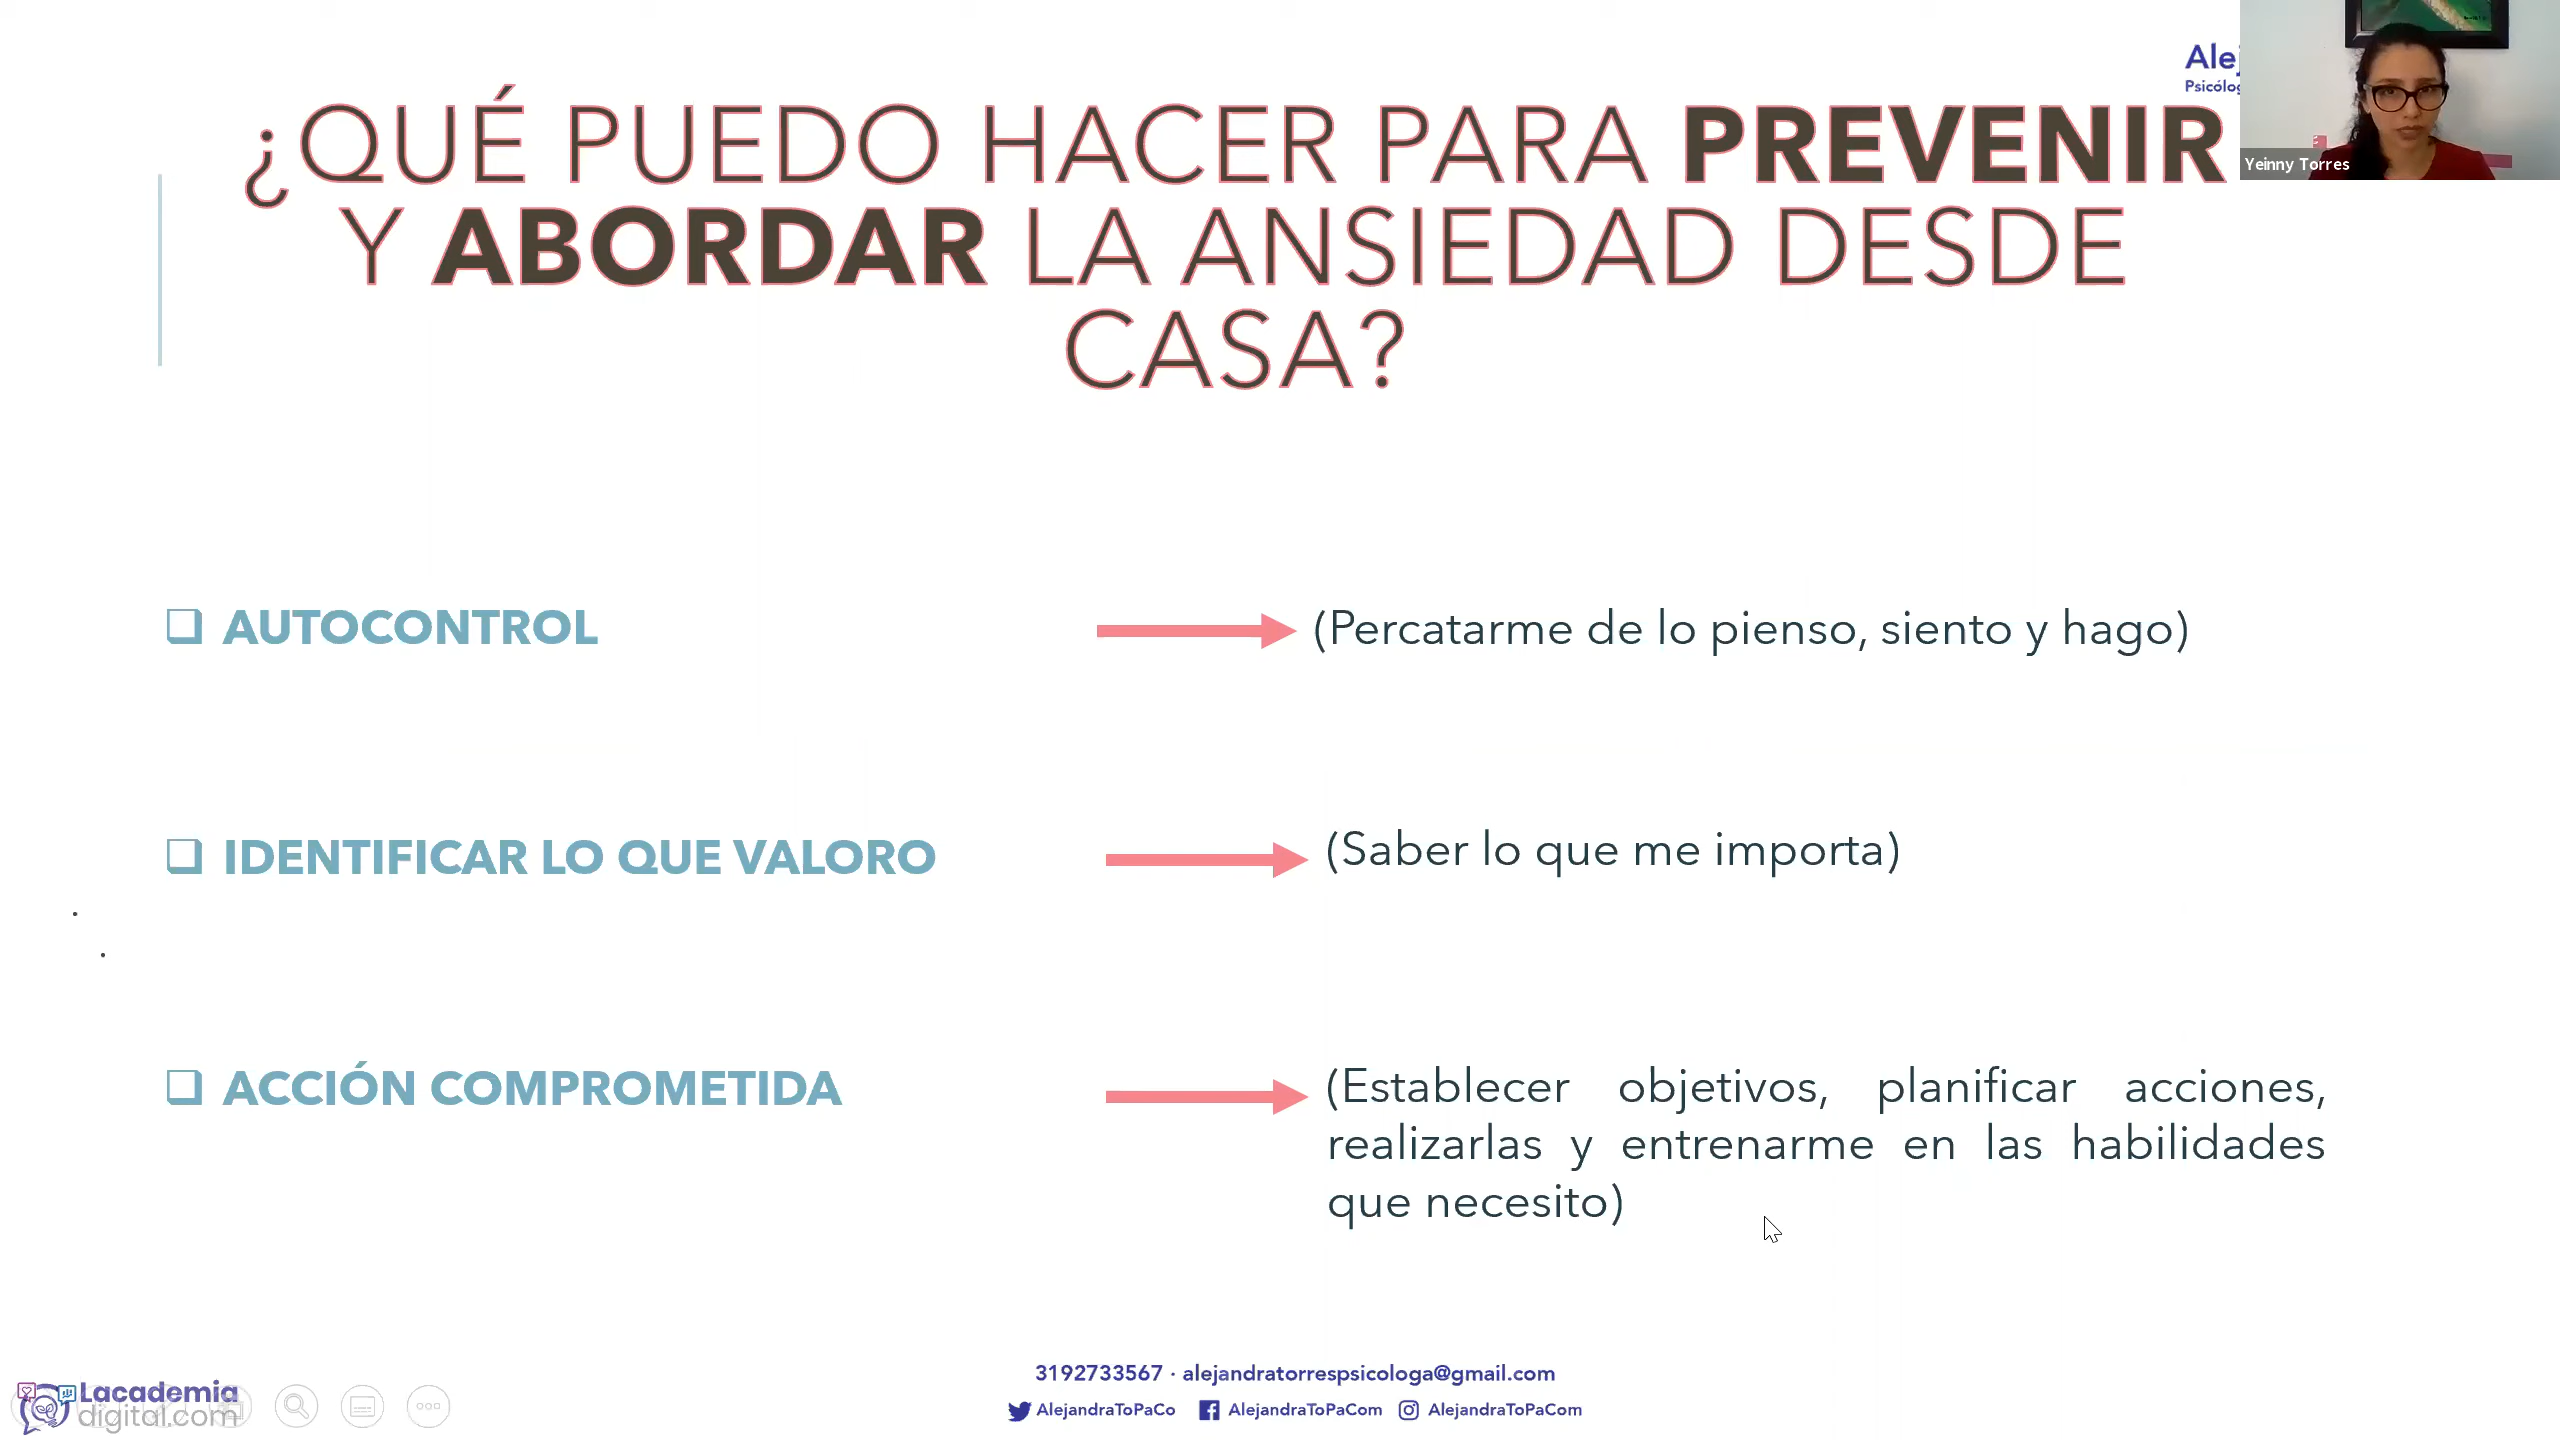 Alej
Psicólog
¿QUÉ PUEDO HACER PARA PREVENIR
Y ABORDAR LA ANSIEDAD DESDE
CASA?
Yeinny Torres
AUTOCONTROL
(Percatarme de lo pienso, siento y hago)
IDENTIFICAR LO QUE VALORO
(Saber lo que me importa)
ACCIÓN COMPROMETIDA
(Establecer objetivos, planificar acciones,
realizarlas y entrenarme en las habilidades
que necesito)
3192733567 · alejandratorrespsicologa@gmail.com
AlejandraToPaCo AlejandraToPaCom AlejandraToPaCom
Lacademia
digital.com